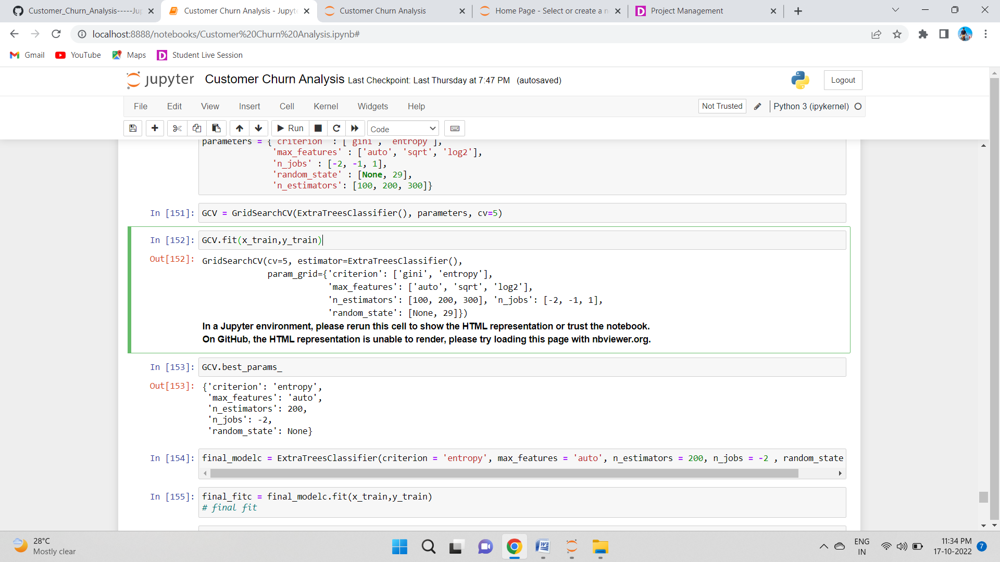 Customer_Churn_Analysis-----Jup
Customer Churn Analysis - Jupyte
Customer Churn Analysis
Home Page - Select or create a n
Project Management
localhost:8888/notebooks/Customer%20Churn%20Analysis.ipynb#
Gmail
YouTube
Maps
Student Live Session
jupyter
Customer Churn Analysis Last Checkpoint: Last Thursday at 7:47 PM (autosaved)
Logout
File Edit View Insert Cell Kernel Widgets Help
Not Trusted
Python 3 (ipykernel)
Run
Code
parameters = {'criterion' : ['gini', 'entropy'],
'max_features' : ['auto', 'sqrt', 'log2'],
'n_jobs' : [-2, -1, 1],
'random_state' : [None, 29],
'n_estimators': [100, 200, 300]}
In [151]: GCV = GridSearchCV(ExtraTreesClassifier(), parameters, cv=5)
In [152]: GCV.fit(x_train,y_train)
Out[152]: GridSearchCV(cv=5, estimator=ExtraTreesClassifier(),
param_grid={'criterion': ['gini', 'entropy'],
'max_features': ['auto', 'sqrt', 'log2'],
'n_estimators': [100, 200, 300], 'n_jobs': [-2, -1, 1],
'random_state': [None, 29]})
In a Jupyter environment, please rerun this cell to show the HTML representation or trust the notebook.
On GitHub, the HTML representation is unable to render, please try loading this page with nbviewer.org.
In [153]: GCV.best_params_
Out[153]: {'criterion': 'entropy',
'max_features': 'auto',
'n_estimators': 200,
'n_jobs': -2,
'random_state': None}
In [154]: final_modelc = ExtraTreesClassifier(criterion = 'entropy', max_features = 'auto', n_estimators = 200, n_jobs = -2 , random_state
In [155]: final_fitc = final_modelc.fit(x_train,y_train)
# final fit
28°C
Mostly clear
ENG
IN
11:34 PM
17-10-2022
7